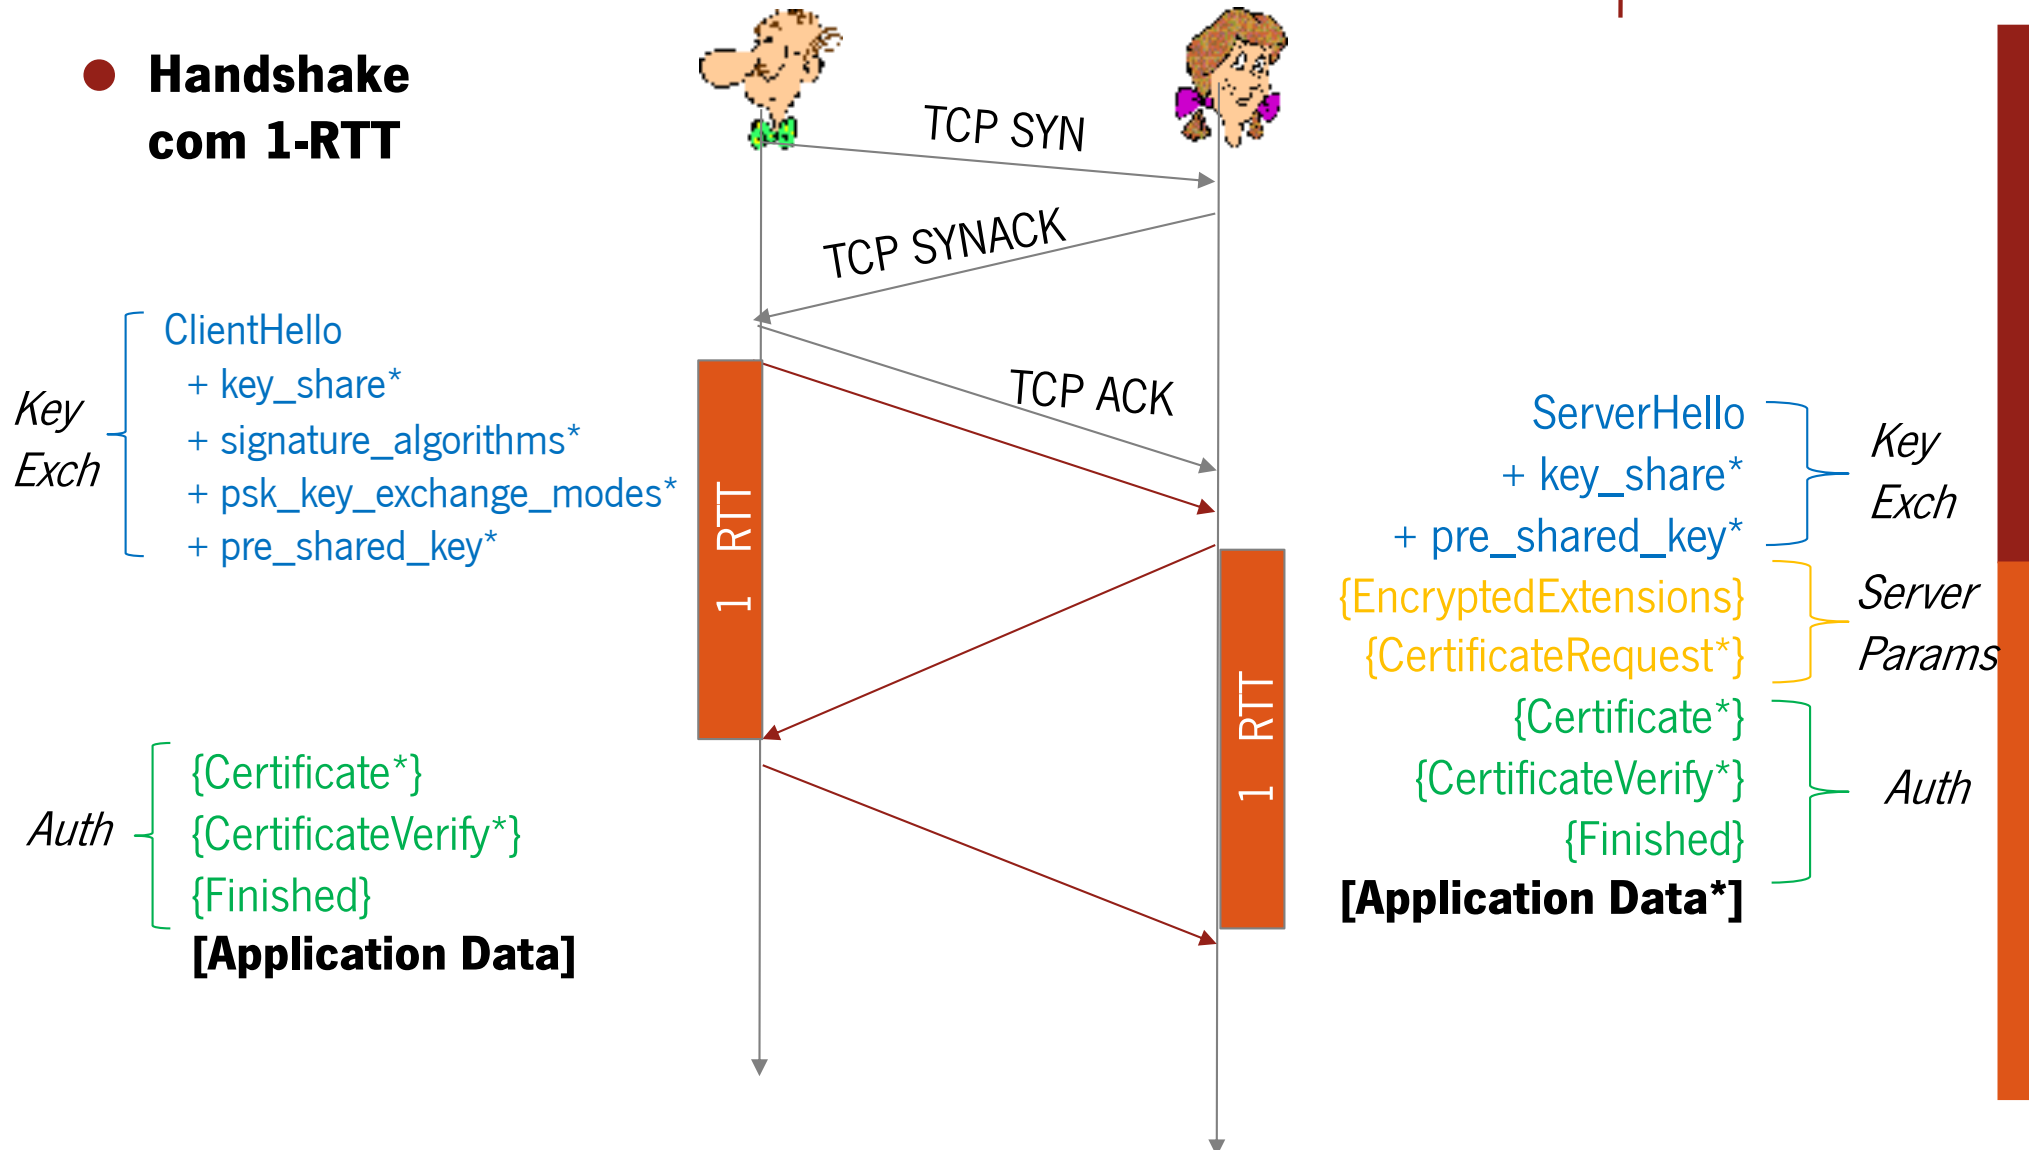 Handshake
com 1-RTT
TCP SYN
TCP SYNACK
TCP ACK
Key
Exch
ClientHello
+ key_share*
+ signature_algorithms*
+ psk_key_exchange_modes*
+ pre_shared_key*
1 RTT
ServerHello
+ key_share*
+ pre_shared_key*
Key
Exch
{EncryptedExtensions}
{CertificateRequest*}
Server
Params
{Certificate*}
{CertificateVerify*}
{Finished}
Auth
[Application Data*]
1 RTT
Auth
{Certificate*}
{CertificateVerify*}
{Finished}
[Application Data]